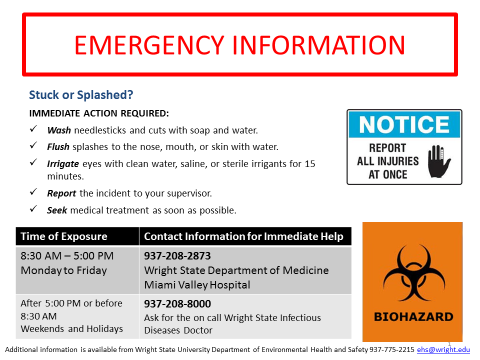 EMERGENCY INFORMATION
Stuck or Splashed?
IMMEDIATE ACTION REQUIRED:
✓ Wash needlesticks and cuts with soap and water.
✓ Flush splashes to the nose, mouth, or skin with water.
✓ Irrigate eyes with clean water, saline, or sterile irrigants for 15
minutes.
✓ Report the incident to your supervisor.
✓ Seek medical treatment as soon as possible.
NOTICE
REPORT
ALL INJURIES
AT ONCE
Time of Exposure
Contact Information for Immediate Help
8:30 AM – 5:00 PM
Monday to Friday
937-208-2873
Wright State Department of Medicine
Miami Valley Hospital
After 5:00 PM or before
8:30 AM
Weekends and Holidays
937-208-8000
Ask for the on call Wright State Infectious
Diseases Doctor
BIOHAZARD
Additional information is available from Wright State University Department of Environmental Health and Safety 937-775-2215 ehs@wright.edu